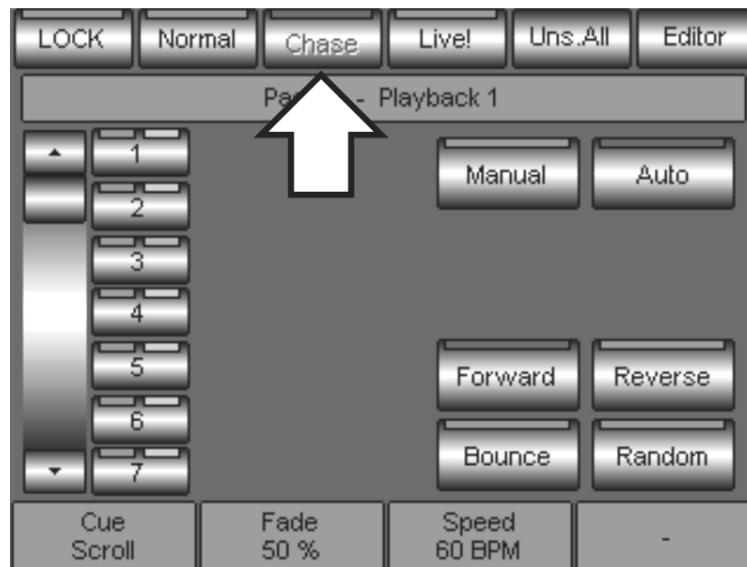 LOCK Normal Chase Live! Uns.All Editor
- Playback 1
1
Manual Auto
2
3
4
5
Forward Reverse
6
Bounce Random
7
Cue Fade Speed
Scroll 50 % 60 BPM -